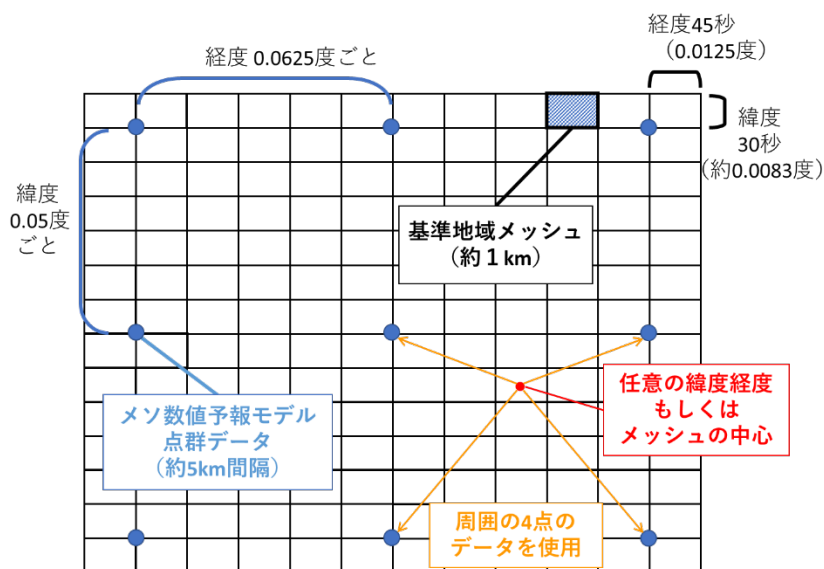 経度45秒
（0.0125度）
経度 0.0625度ごと
緯度
30秒
(約0.0083度)
緯度
0.05度
ごと
基準地域メッシュ
（約１km）
任意の緯度経度
もしくは
メッシュの中心
メソ数値予報モデル
点群データ
（約5km間隔）
周囲の4点の
データを使用